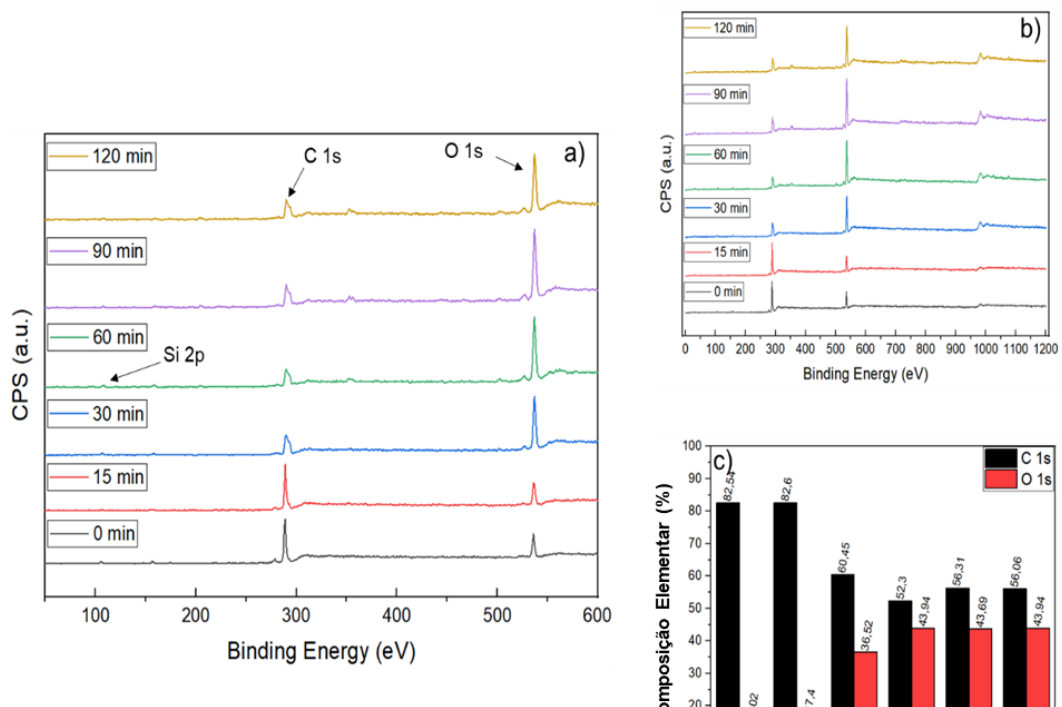 a)
120 min
C 1s
O 1s
90 min
60 min
Si 2p
30 min
15 min
0 min
CPS (a.u.)
100 200 300 400 500 600
Binding Energy (eV)
b)
120 min
90 min
60 min
30 min
15 min
0 min
CPS (a.u.)
0 100 200 300 400 500 600 700 800 900 1000 1100 1200
Binding Energy (eV)
c)
C 1s
O 1s
100
90
80
70
60
50
40
30
20
omposição Elementar (%)
82,54
82,6
60,45
36,52
52,3
43,94
56,31
43,69
56,06
43,94
02
7,4